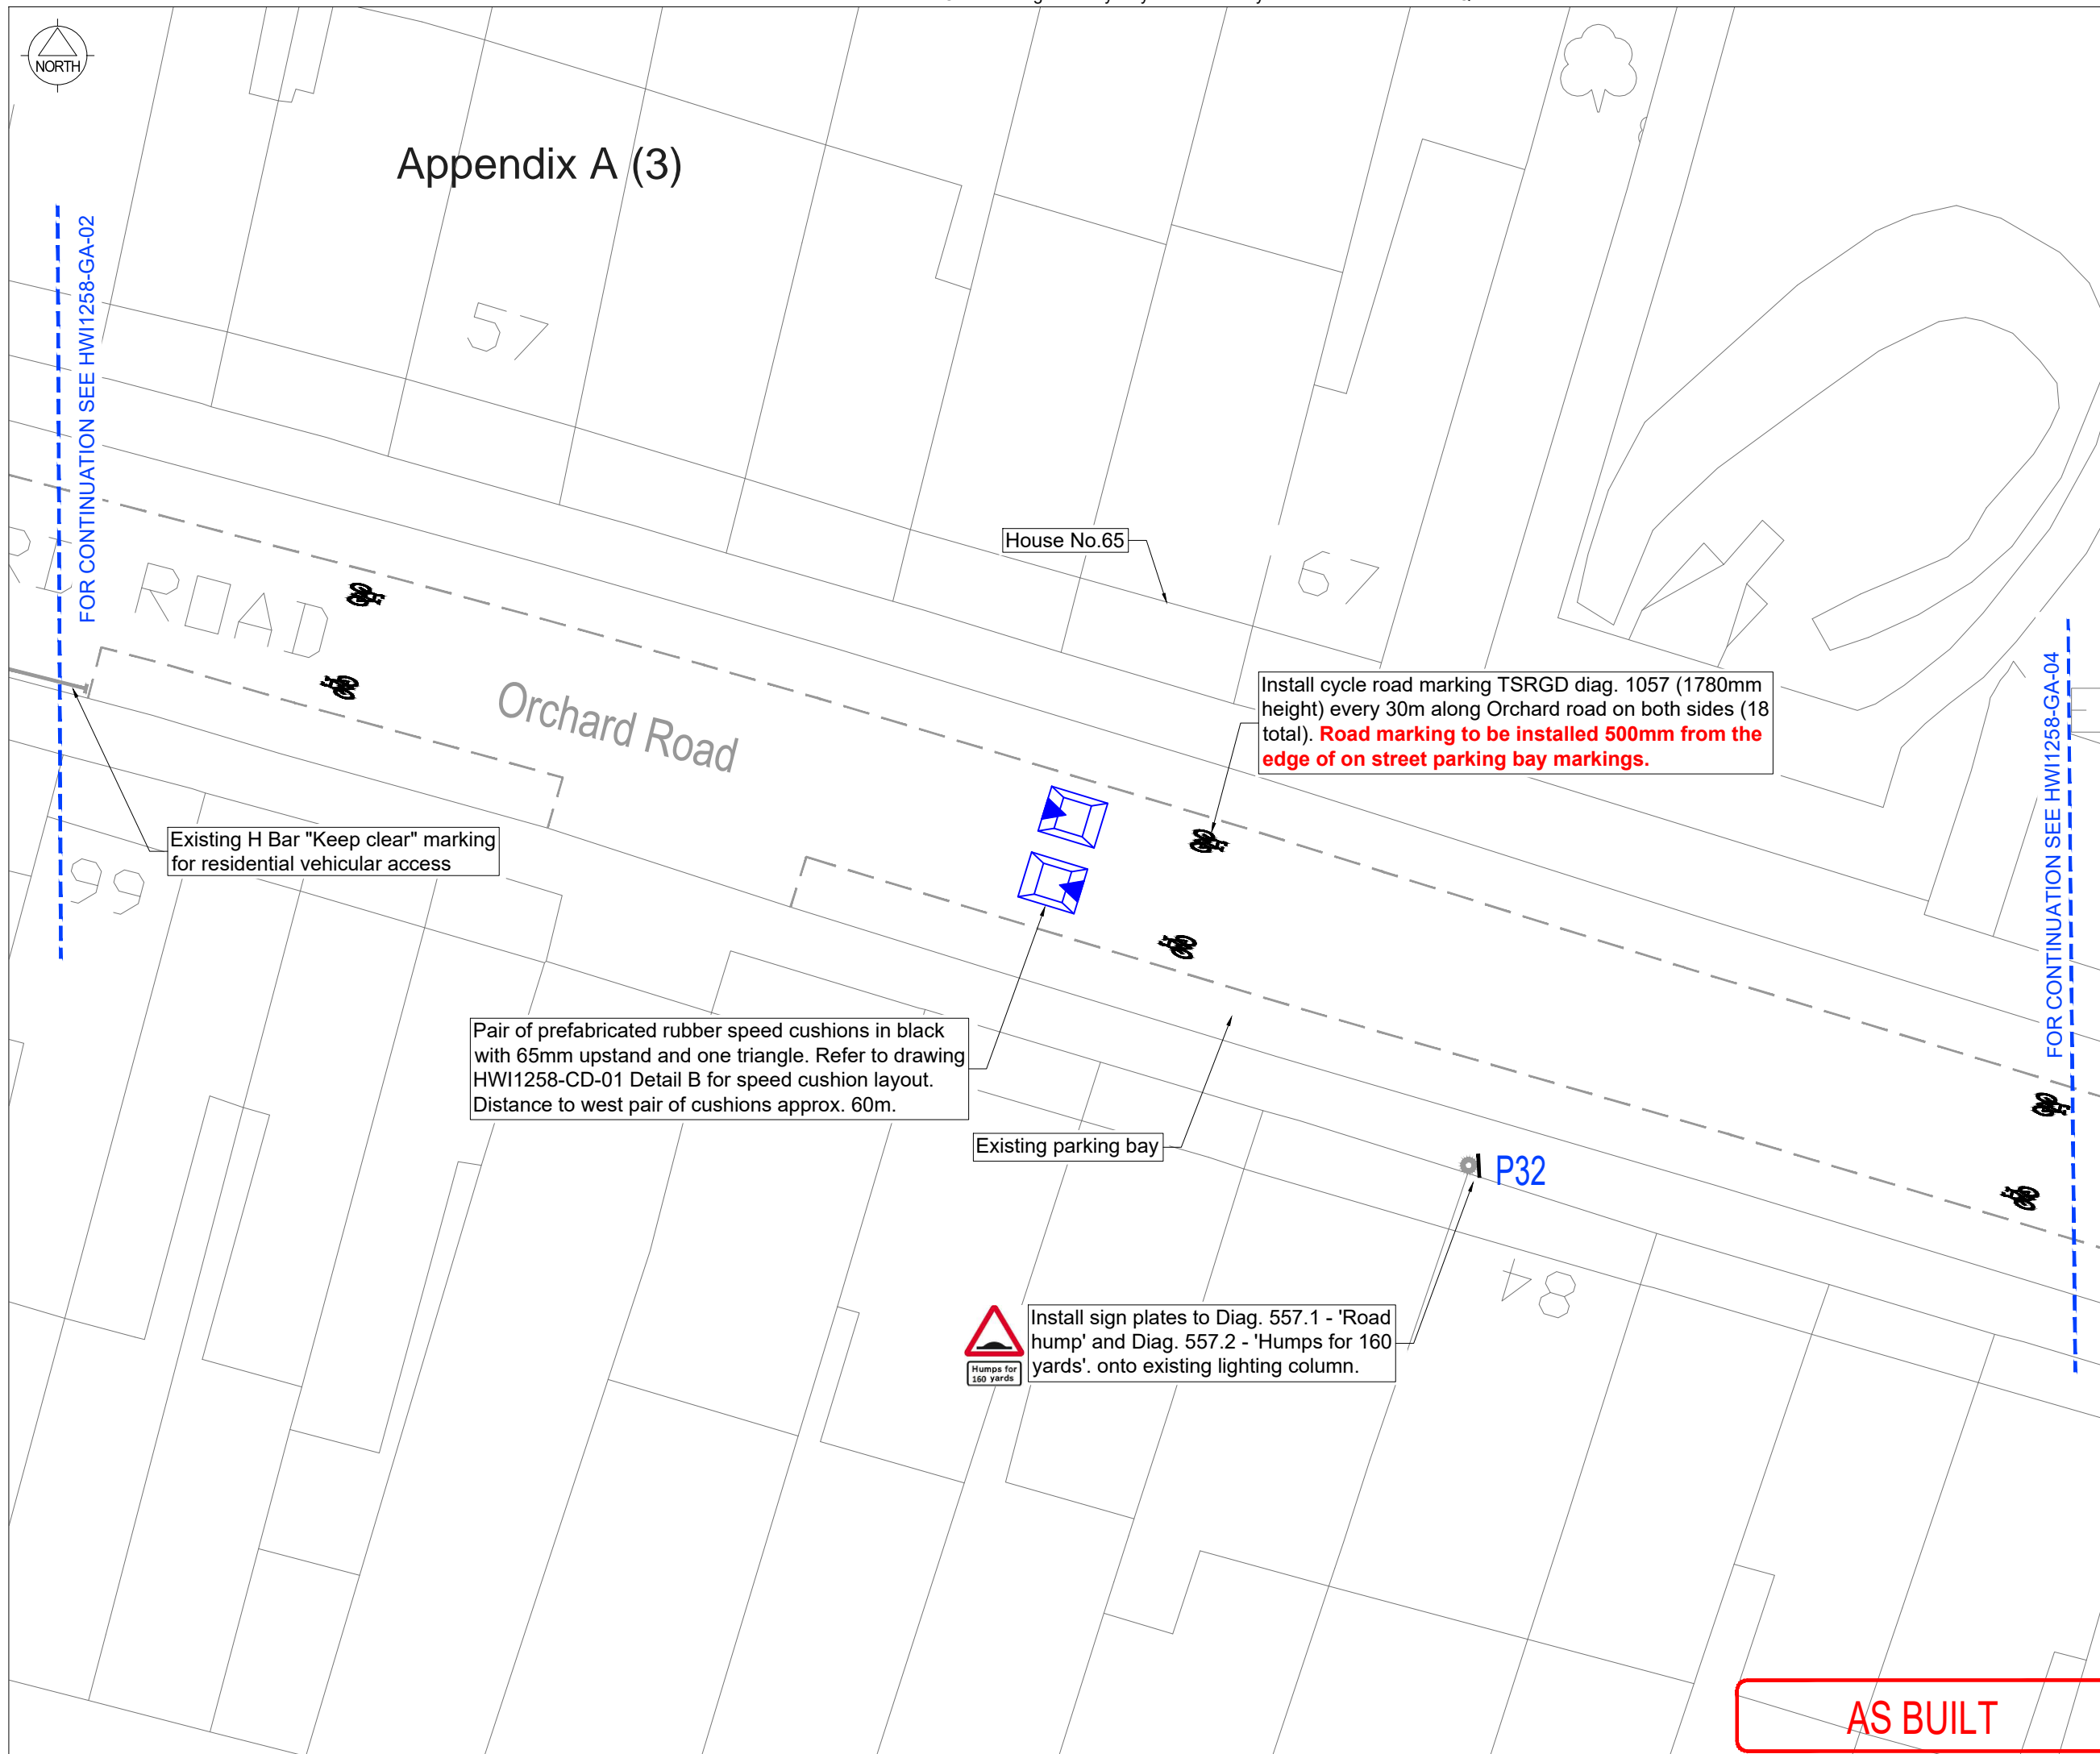 NORTH
Appendix A (3)
FOR CONTINUATION SEE HWI1258-GA-02
57
House No.65
67
ROAD
Orchard Road
Install cycle road marking TSRGD diag. 1057 (1780mm
height) every 30m along Orchard road on both sides (18
total). Road marking to be installed 500mm from the
edge of on street parking bay markings.
FOR CONTINUATION SEE HWI1258-GA-04
Existing H Bar "Keep clear" marking
for residential vehicular access
66
Pair of prefabricated rubber speed cushions in black
with 65mm upstand and one triangle. Refer to drawing
HWI1258-CD-01 Detail B for speed cushion layout.
Distance to west pair of cushions approx. 60m.
Existing parking bay
P32
84
Install sign plates to Diag. 557.1 - 'Road
hump' and Diag. 557.2 - 'Humps for 160
yards'. onto existing lighting column.
Humps for
160 yards
AS BUILT